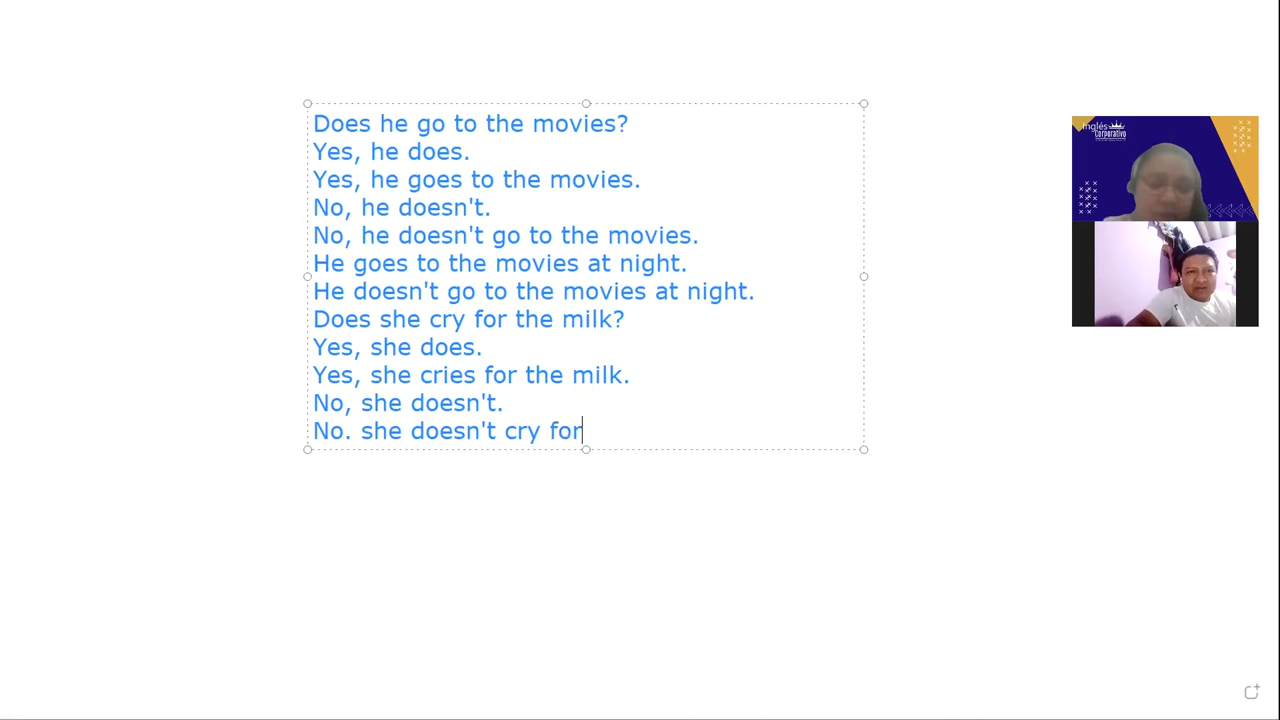 Does he go to the movies?
Yes, he does.
Yes, he goes to the movies.
No, he doesn't.
No, he doesn't go to the movies.
He goes to the movies at night.
He doesn't go to the movies at night.
Does she cry for the milk?
Yes, she does.
Yes, she cries for the milk.
No, she doesn't.
No. she doesn't cry for
Inglés
Corporativo